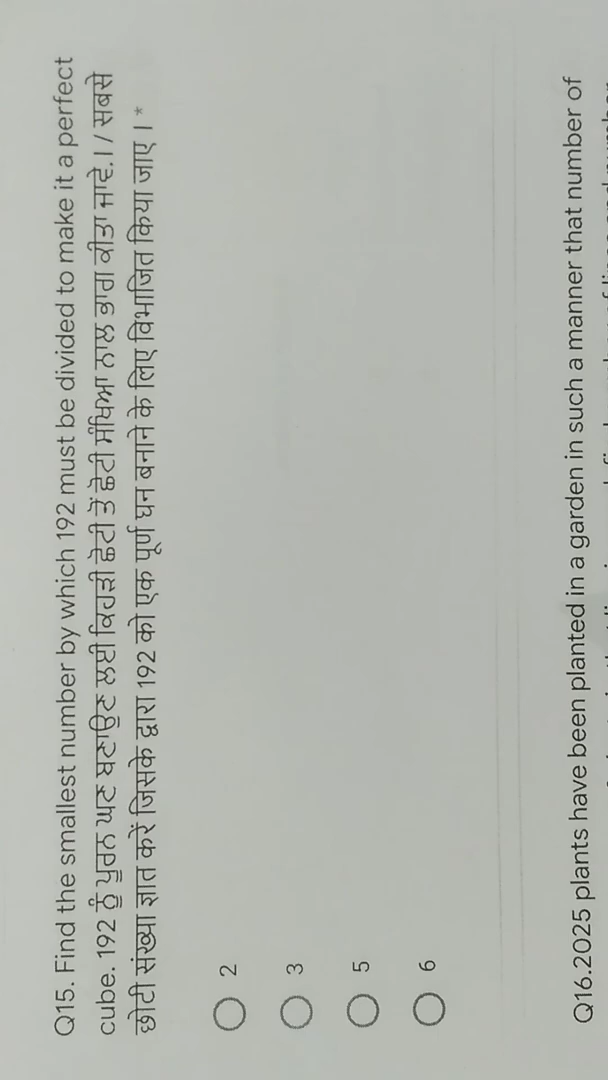 Q15. Find the smallest number by which 192 must be divided to make it a perfect
cube. 192 ਨੂੰ ਪੂਰਨ ਘਣ ਬਣਾਉਣ ਲਈ ਕਿਹੜੀ ਛੋਟੀ ਤੋਂ ਛੋਟੀ ਸੰਖਿਆ ਨਾਲ ਭਾਗ ਕੀਤਾ ਜਾਵੇ.। / सबसे
छोटी संख्या ज्ञात करें जिसके द्वारा 192 को एक पूर्ण घन बनाने के लिए विभाजित किया जाए । *
2
3
5
6
Q16.2025 plants have been planted in a garden in such a manner that number of